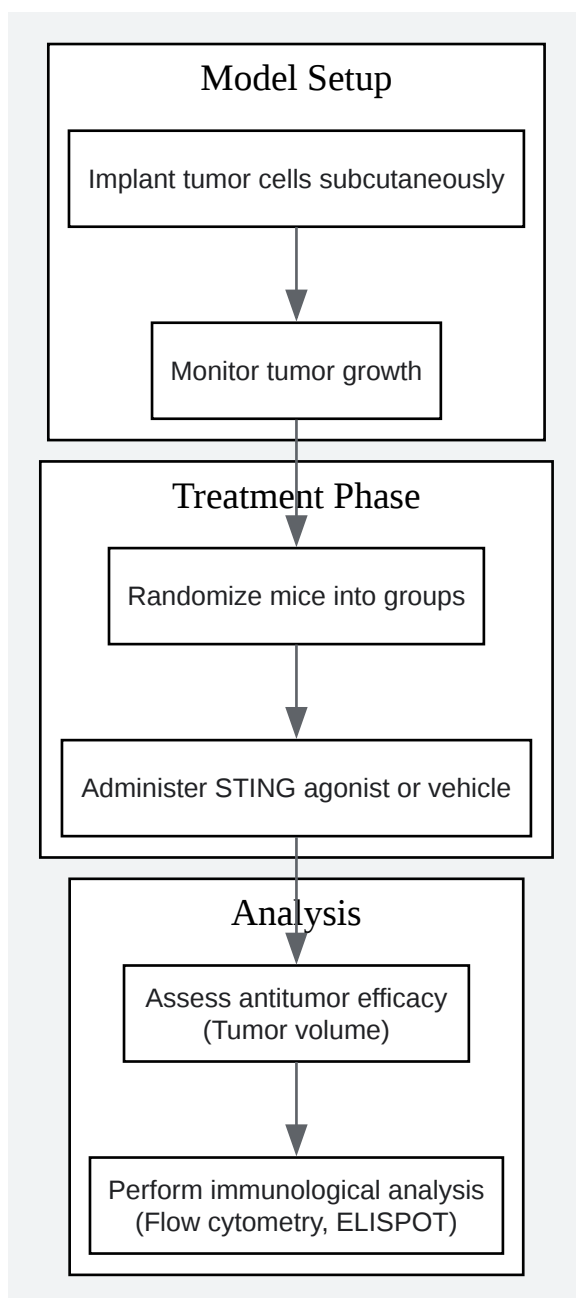 Model Setup
Implant tumor cells subcutaneously
Monitor tumor growth
Treatment Phase
Randomize mice into groups
Administer STING agonist or vehicle
Analysis
Assess antitumor efficacy
(Tumor volume)
Perform immunological analysis
(Flow cytometry, ELISPOT)